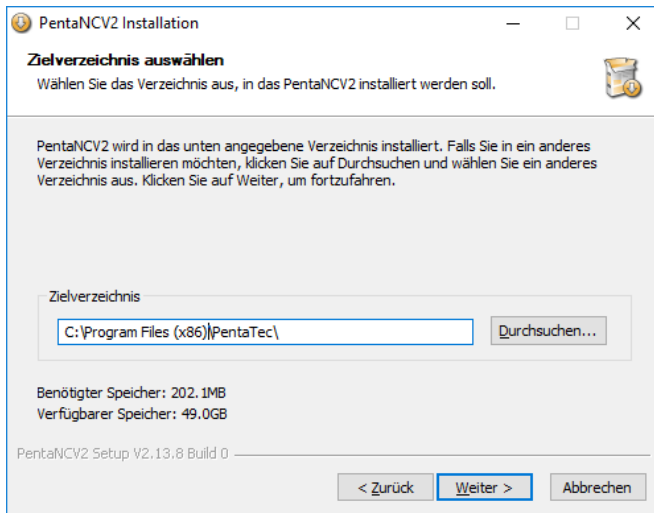 PentaNCV2 Installation
Zielverzeichnis auswählen
Wählen Sie das Verzeichnis aus, in das PentaNCV2 installiert werden soll.
PentaNCV2 wird in das unten angegebene Verzeichnis installiert. Falls Sie in ein anderes
Verzeichnis installieren möchten, klicken Sie auf Durchsuchen und wählen Sie ein anderes
Verzeichnis aus. Klicken Sie auf Weiter, um fortzufahren.
Zielverzeichnis
C:\Program Files (x86)\PentaTec\
Durchsuchen...
Benötigter Speicher: 202.1MB
Verfügbarer Speicher: 49.0GB
PentaNCV2 Setup V2.13.8 Build 0
< Zurück Weiter > Abbrechen